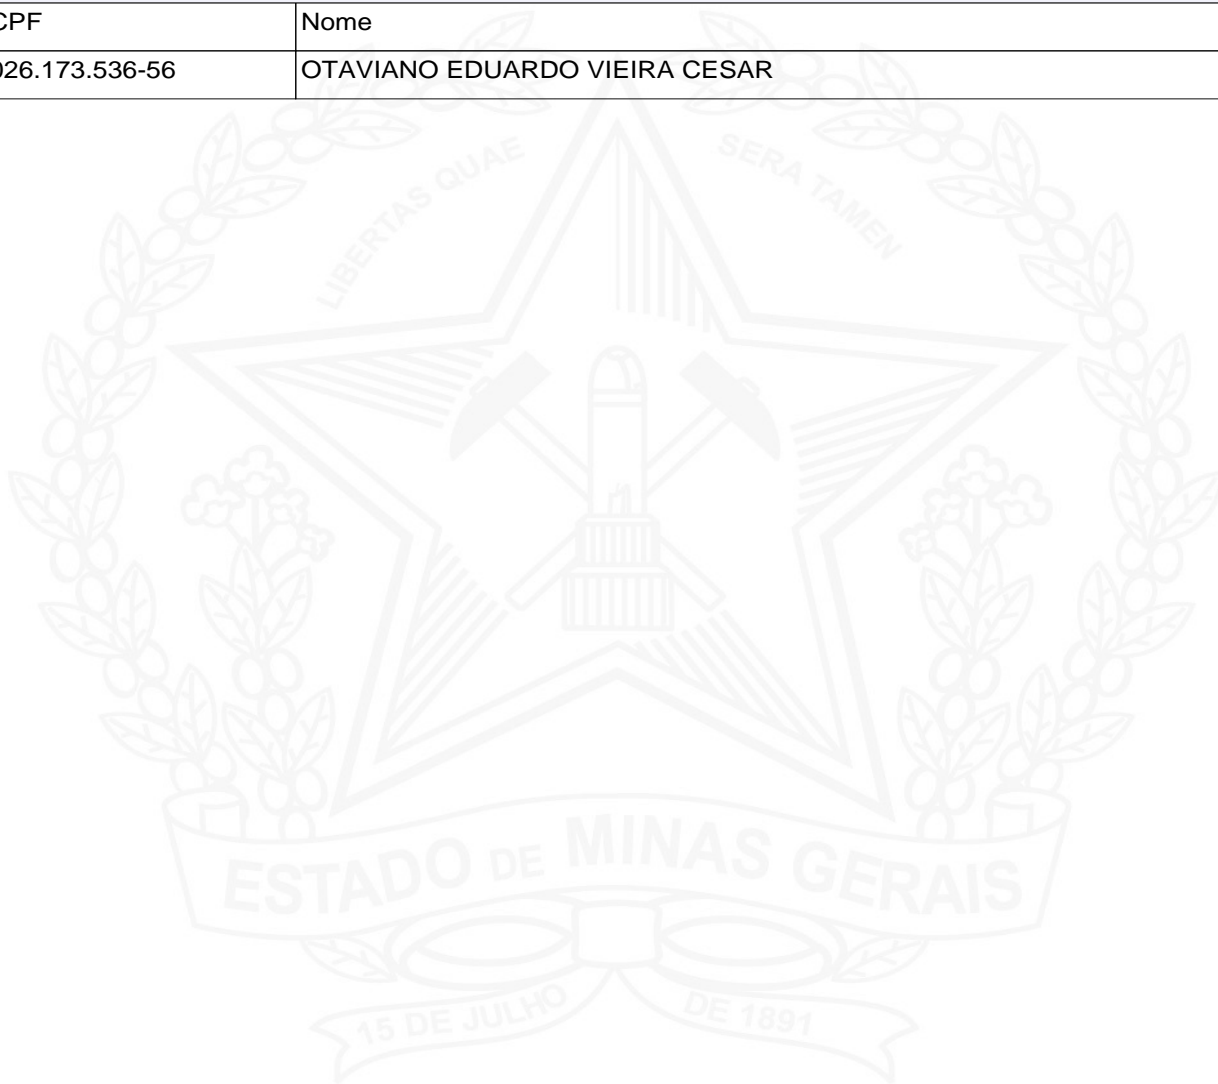 CPF Nome
026.173.536-56 OTAVIANO EDUARDO VIEIRA CESAR
LIBERTAS QUAE SERA TAMEN
ESTADO DE MINAS GERAIS
15 DE JULHO DE 1891